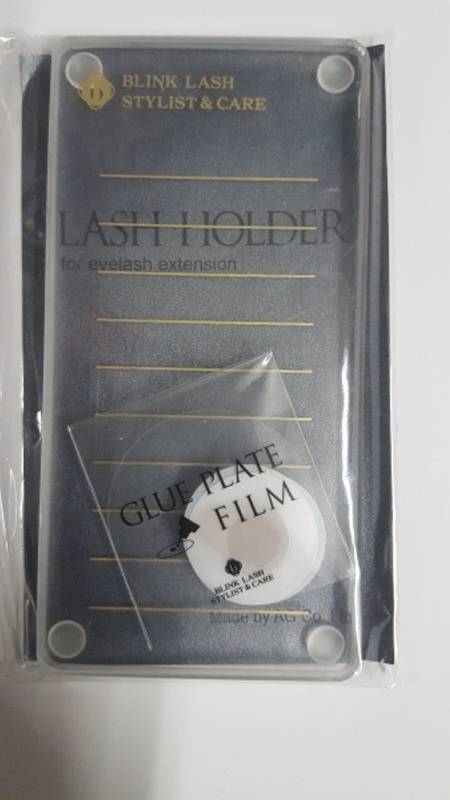 BLINK LASH
STYLIST & CARE
LASH HOLDER
for eyelash extension
GLUE PLATE
FILM
BLINK LASH
STYLIST & CARE
Made by AG Co., Ltd